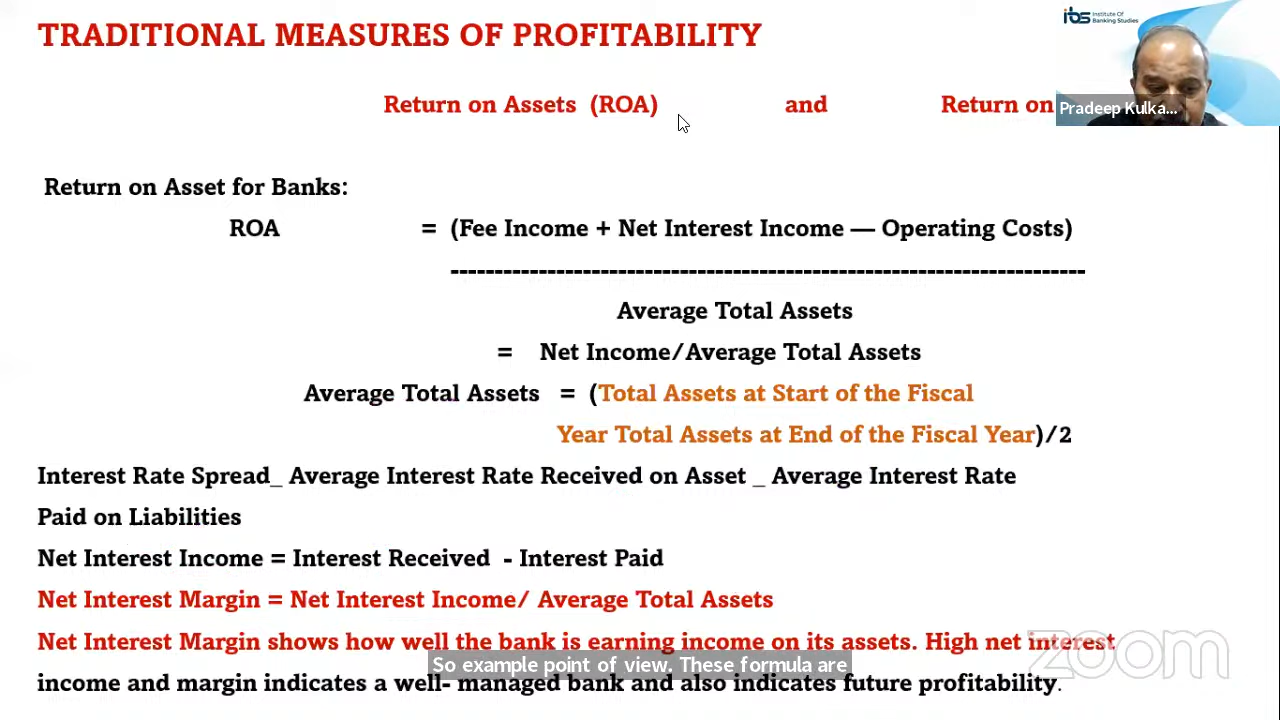 TRADITIONAL MEASURES OF PROFITABILITY
ibs Institute Of
Banking Studies
Return on Assets (ROA) and Return on
Pradeep Kulka...
Return on Asset for Banks:
ROA = (Fee Income + Net Interest Income — Operating Costs)
------------------------------------------------------------------------
Average Total Assets
= Net Income/Average Total Assets
Average Total Assets = (Total Assets at Start of the Fiscal
Year Total Assets at End of the Fiscal Year)/2
Interest Rate Spread_ Average Interest Rate Received on Asset _ Average Interest Rate
Paid on Liabilities
Net Interest Income = Interest Received - Interest Paid
Net Interest Margin = Net Interest Income/ Average Total Assets
Net Interest Margin shows how well the bank is earning income on its assets. High net interest
zoom
So example point of view. These formula are
income and margin indicates a well- managed bank and also indicates future profitability.